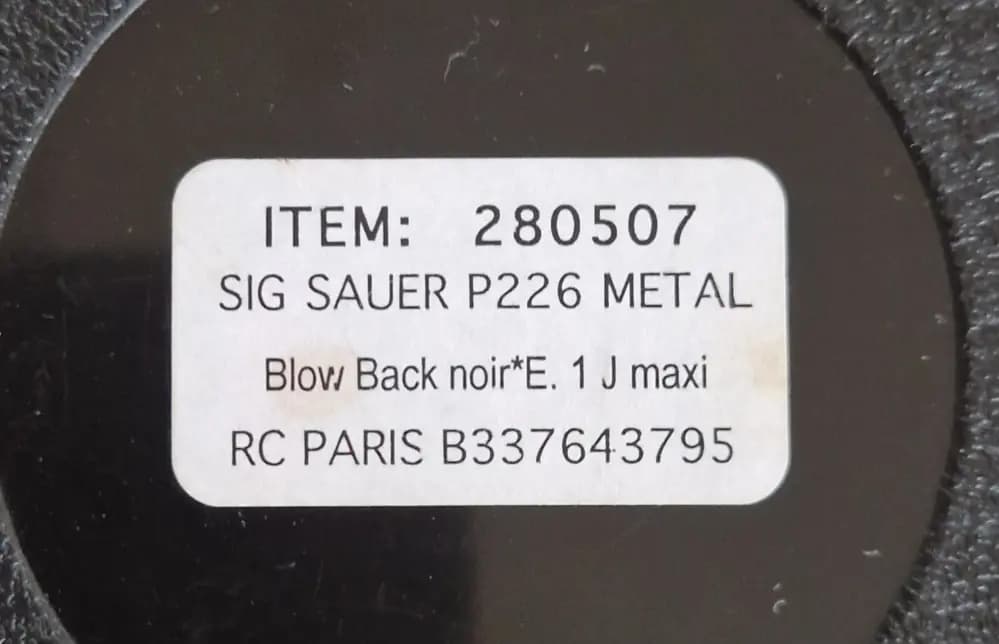 ITEM: 280507
SIG SAUER P226 METAL
Blow Back noir*E. 1 J maxi
RC PARIS B337643795